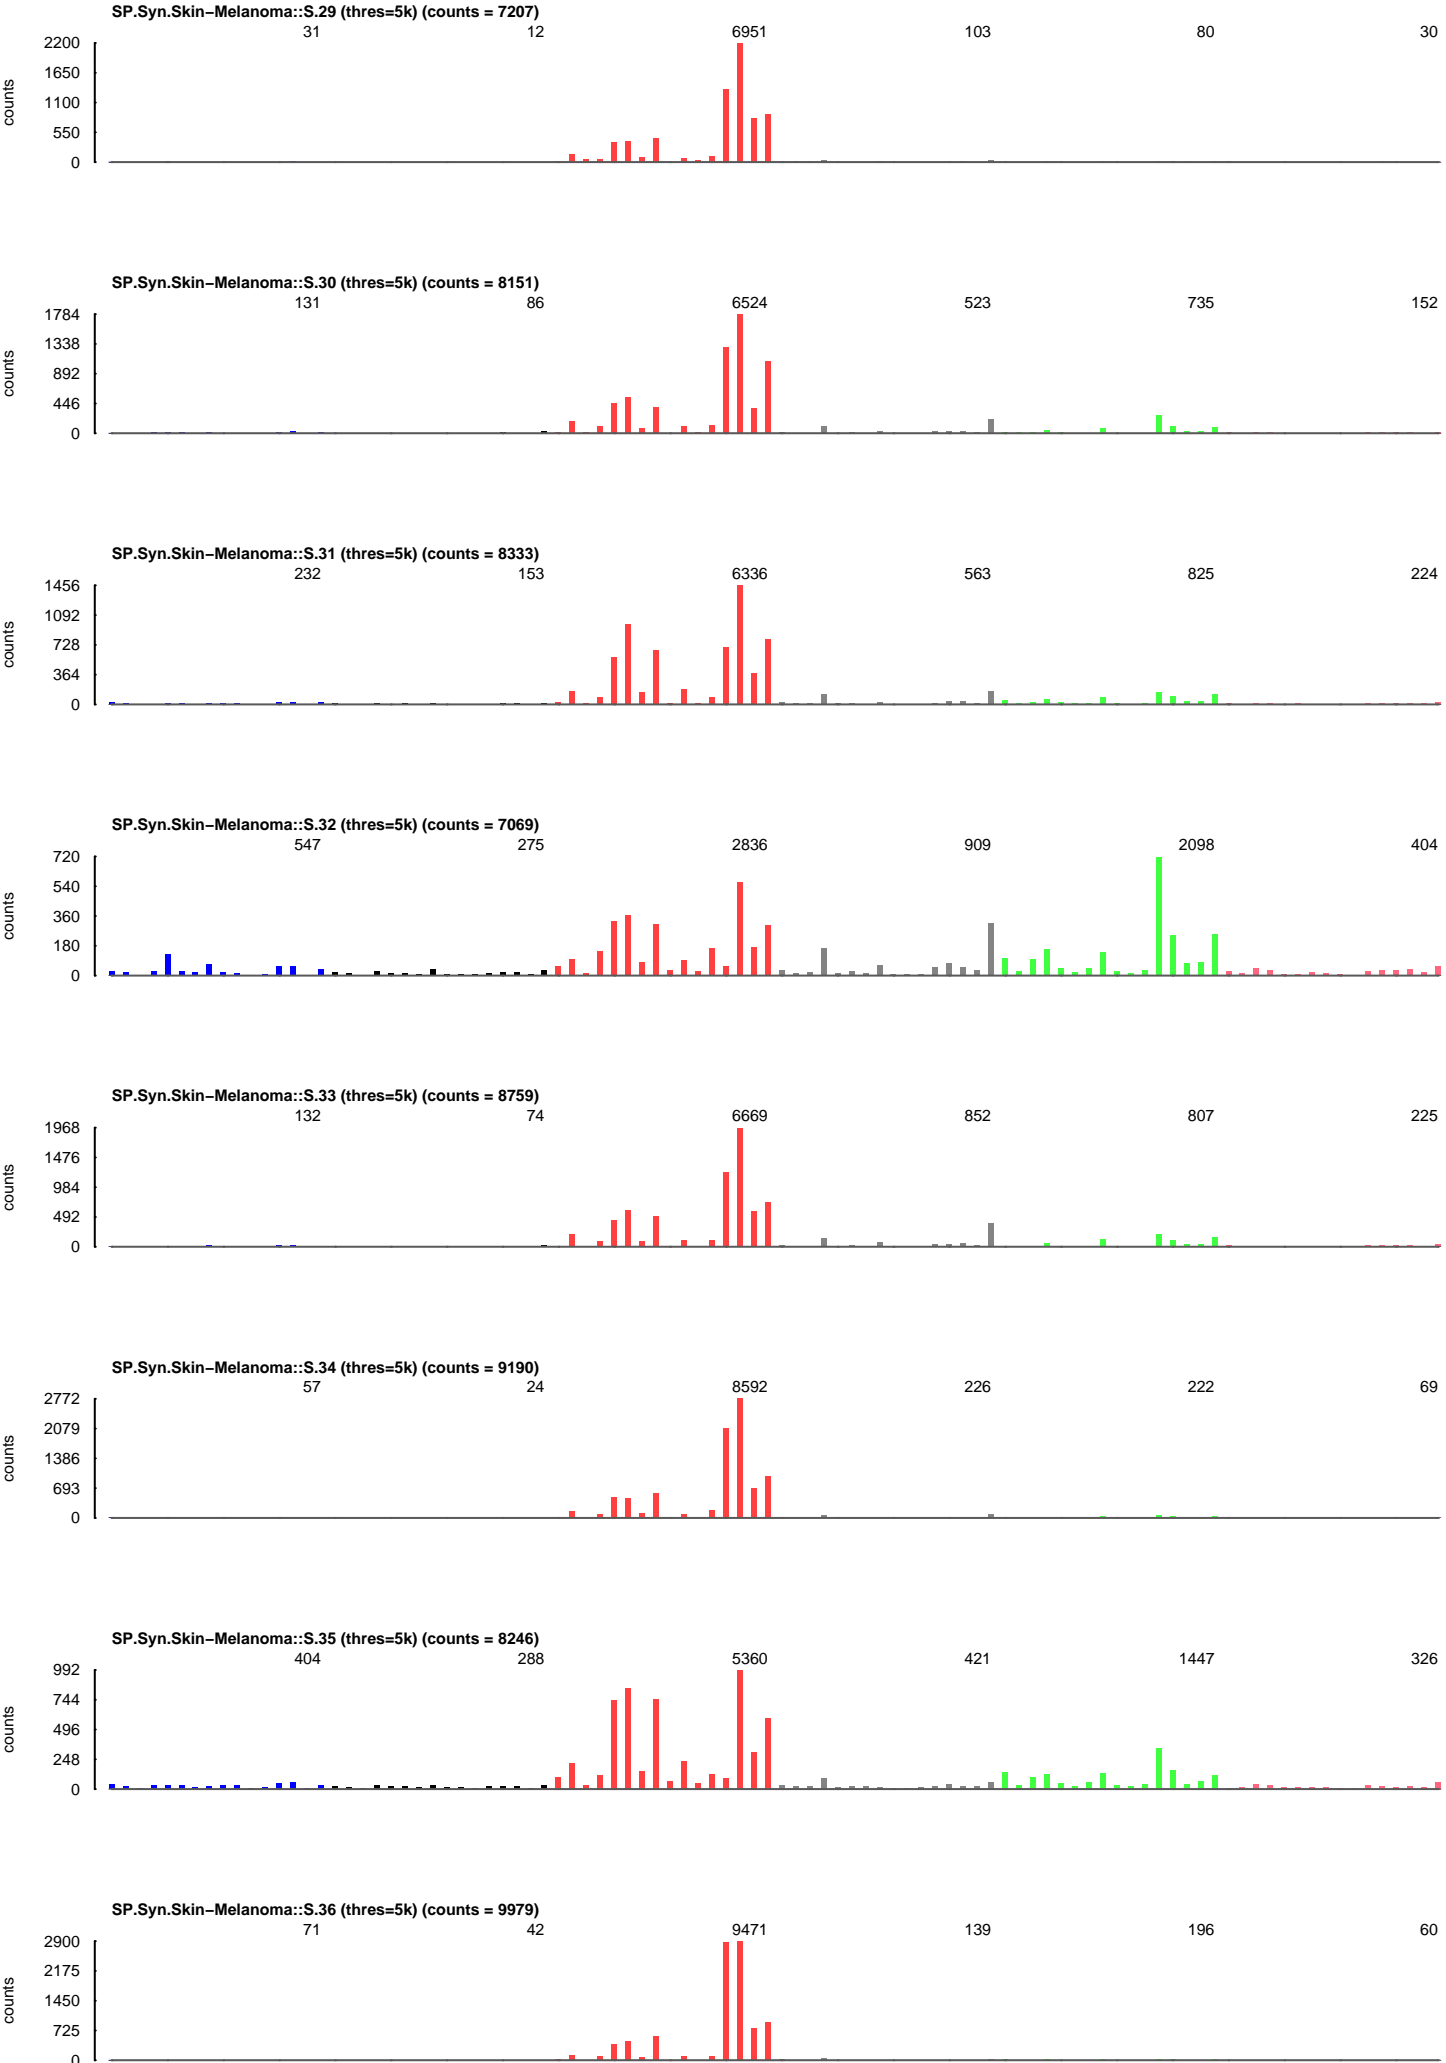 SP.Syn.Skin−Melanoma::S.29 (thres=5k) (counts = 7207)
31 12 6951 103 80 30
2200
1650
1100
550
0
counts
SP.Syn.Skin−Melanoma::S.30 (thres=5k) (counts = 8151)
131 86 6524 523 735 152
1784
1338
892
446
0
counts
SP.Syn.Skin−Melanoma::S.31 (thres=5k) (counts = 8333)
232 153 6336 563 825 224
1456
1092
728
364
0
counts
SP.Syn.Skin−Melanoma::S.32 (thres=5k) (counts = 7069)
547 275 2836 909 2098 404
720
540
360
180
0
counts
SP.Syn.Skin−Melanoma::S.33 (thres=5k) (counts = 8759)
132 74 6669 852 807 225
1968
1476
984
492
0
counts
SP.Syn.Skin−Melanoma::S.34 (thres=5k) (counts = 9190)
57 24 8592 226 222 69
2772
2079
1386
693
0
counts
SP.Syn.Skin−Melanoma::S.35 (thres=5k) (counts = 8246)
404 288 5360 421 1447 326
992
744
496
248
0
counts
SP.Syn.Skin−Melanoma::S.36 (thres=5k) (counts = 9979)
71 42 9471 139 196 60
2900
2175
1450
725
0
counts